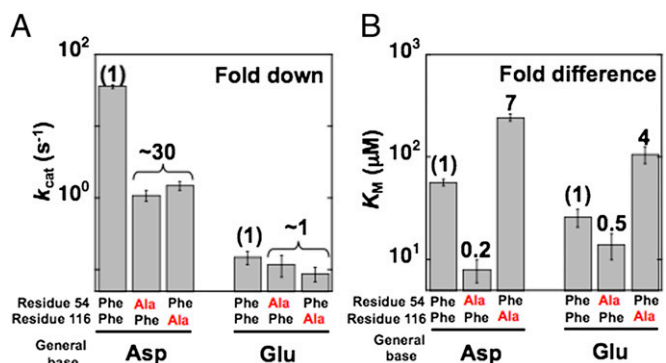 A
10²
Fold down
(1)
~30
kcat (s⁻¹)
10⁰
(1)
~1
Residue 54 Phe Ala Phe Phe Ala Phe
Residue 116 Phe Phe Ala Phe Phe Ala
General base Asp Glu
B
10³
Fold difference
7
(1)
4
KM (μM)
10²
(1)
0.5
0.2
10¹
Residue 54 Phe Ala Phe Phe Ala Phe
Residue 116 Phe Phe Ala Phe Phe Ala
General base Asp Glu